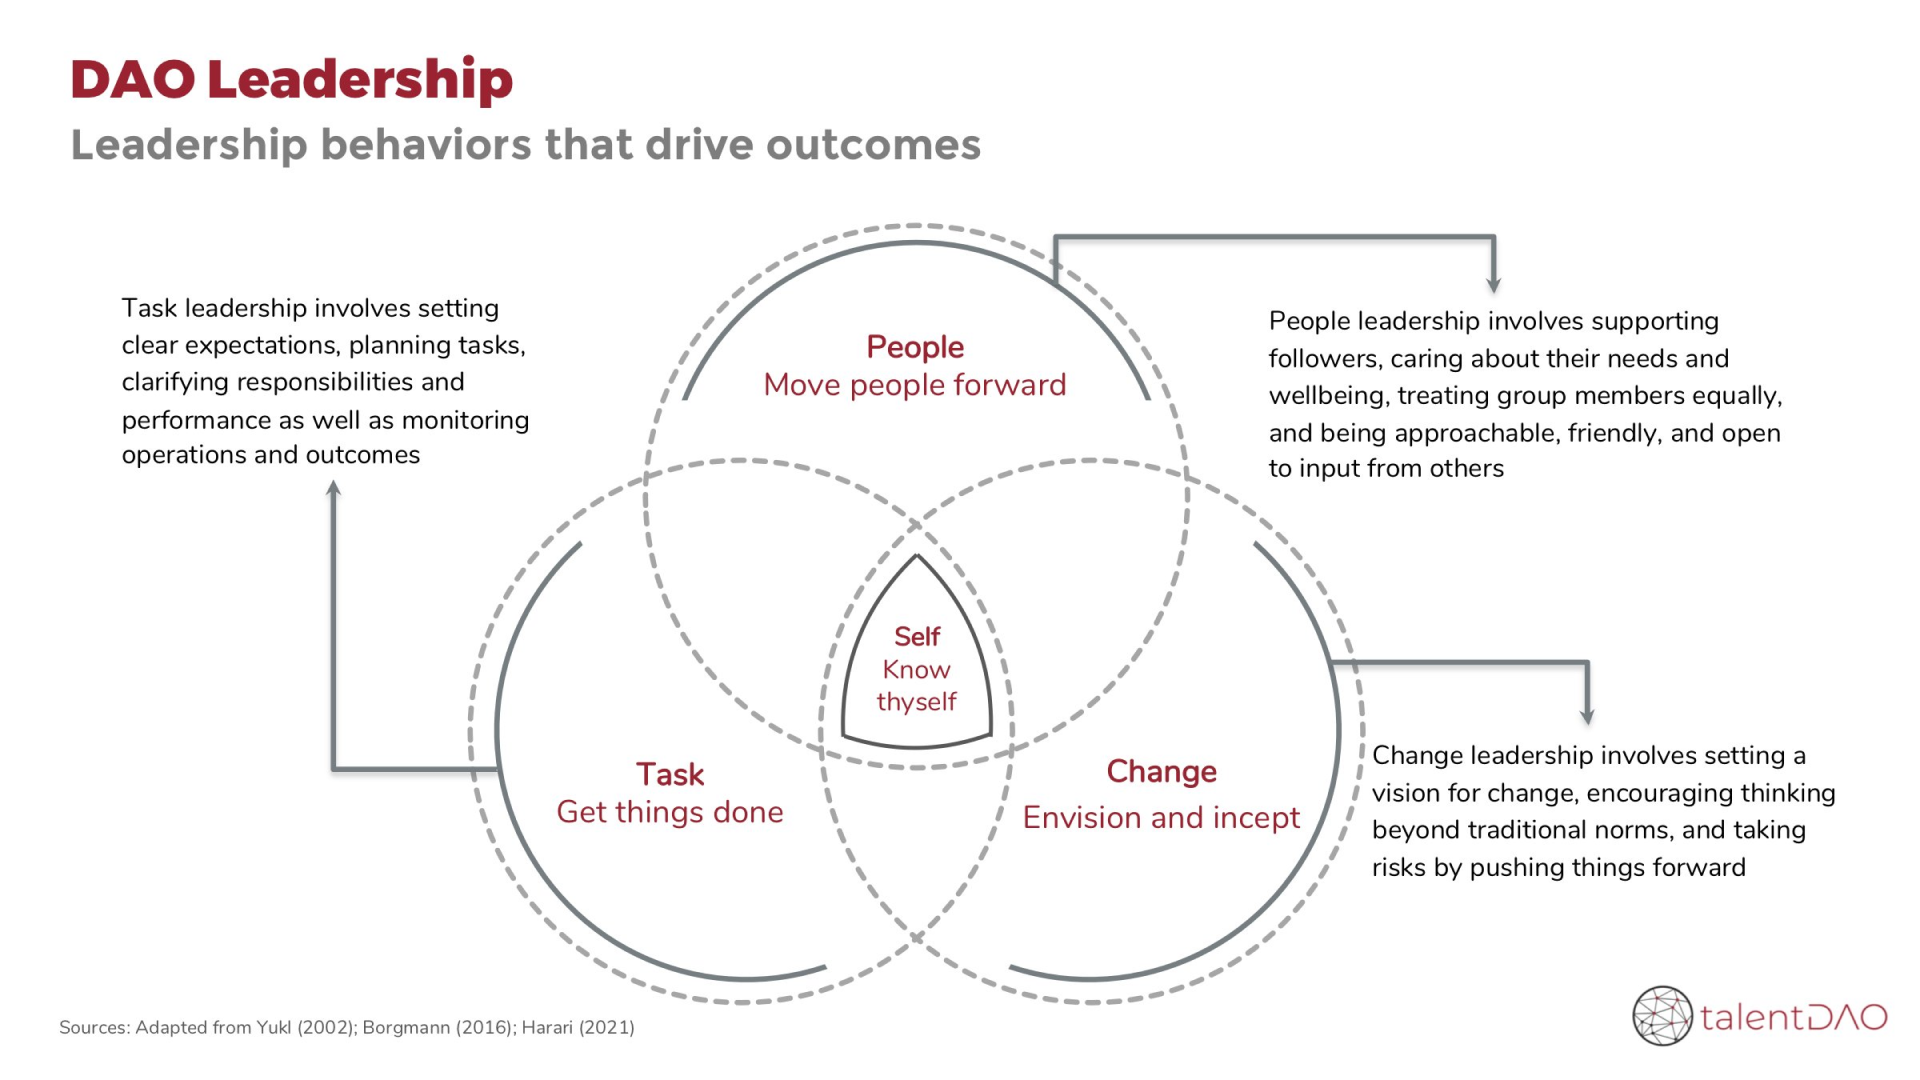 DAO Leadership
Leadership behaviors that drive outcomes
Task leadership involves setting
clear expectations, planning tasks,
clarifying responsibilities and
performance as well as monitoring
operations and outcomes
People
Move people forward
People leadership involves supporting
followers, caring about their needs and
wellbeing, treating group members equally,
and being approachable, friendly, and open
to input from others
Self
Know
thyself
Task
Get things done
Change
Envision and incept
Change leadership involves setting a
vision for change, encouraging thinking
beyond traditional norms, and taking
risks by pushing things forward
Sources: Adapted from Yukl (2002); Borgmann (2016); Harari (2021)
talentDAO